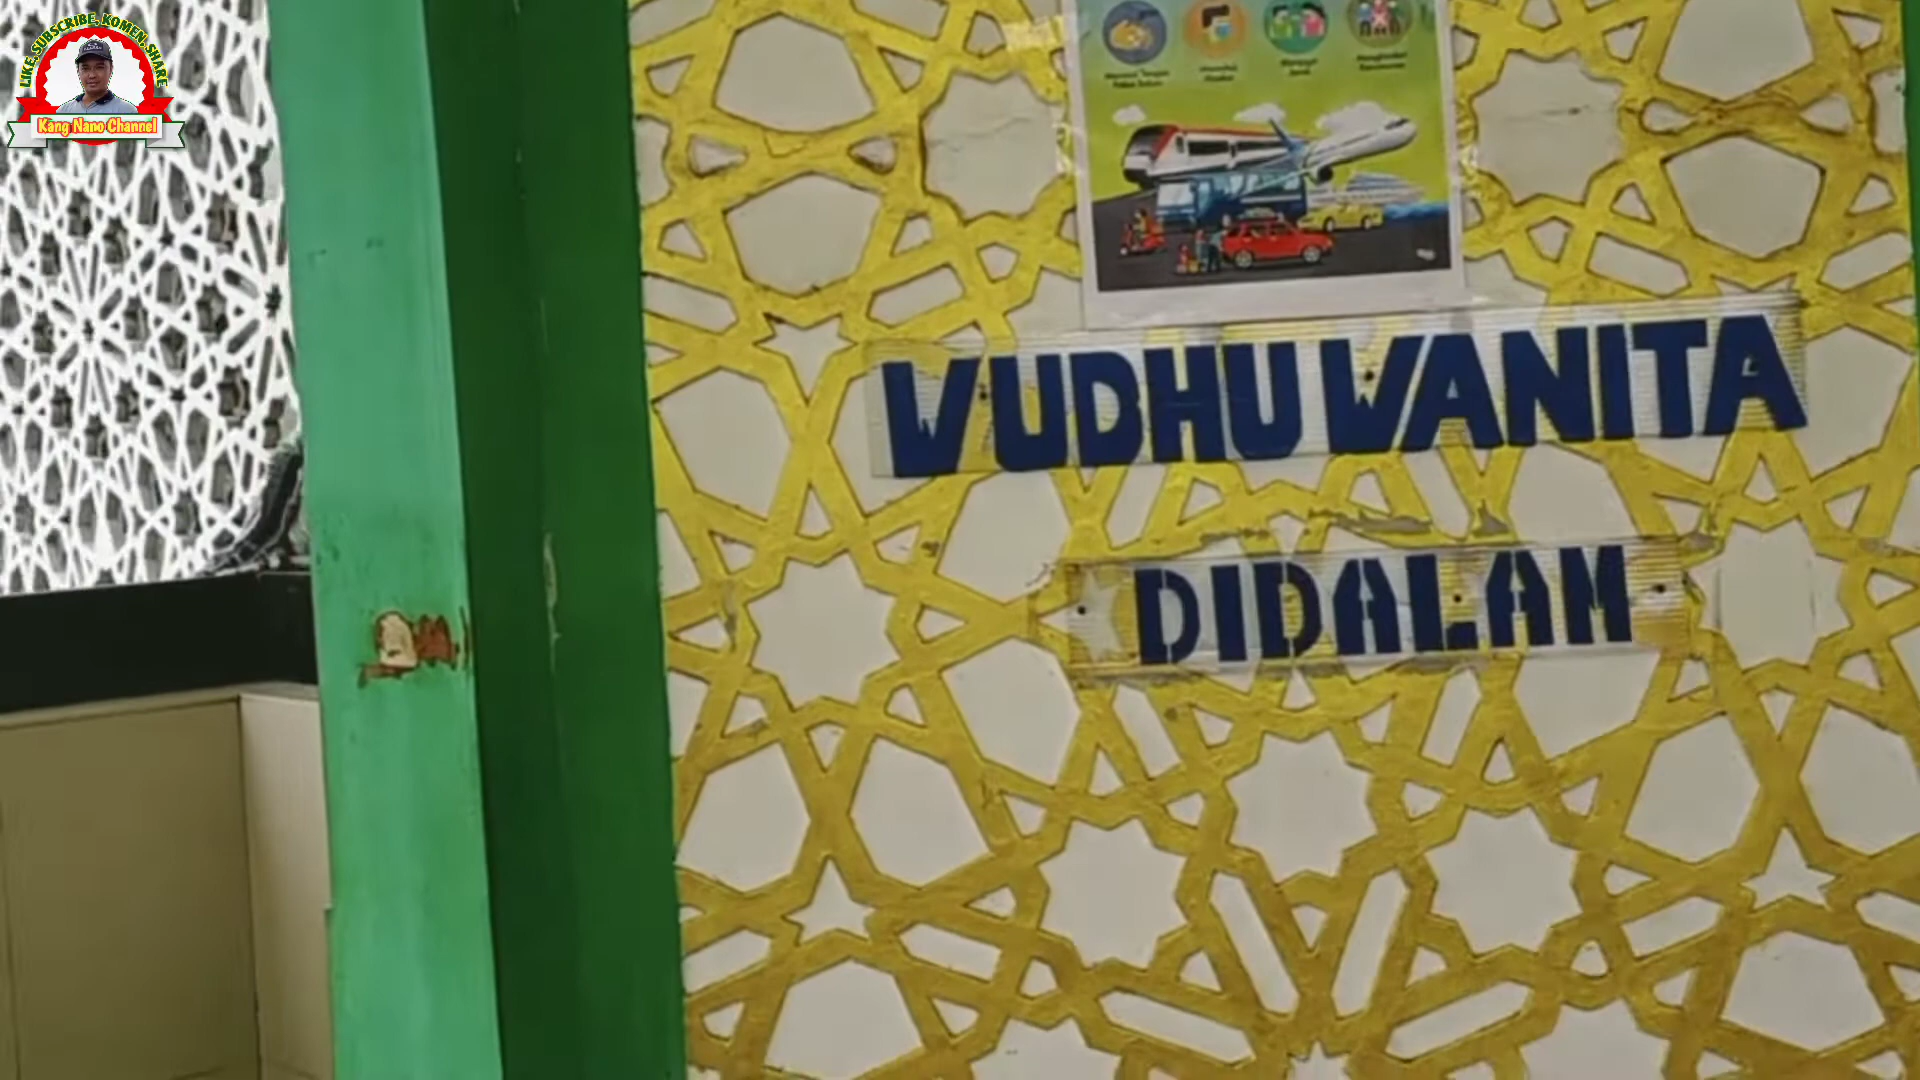 LIKE, SUBSCRIBE, KOMEN, SHARE
Kang Nano Channel
WUDHU WANITA
DIDALAM